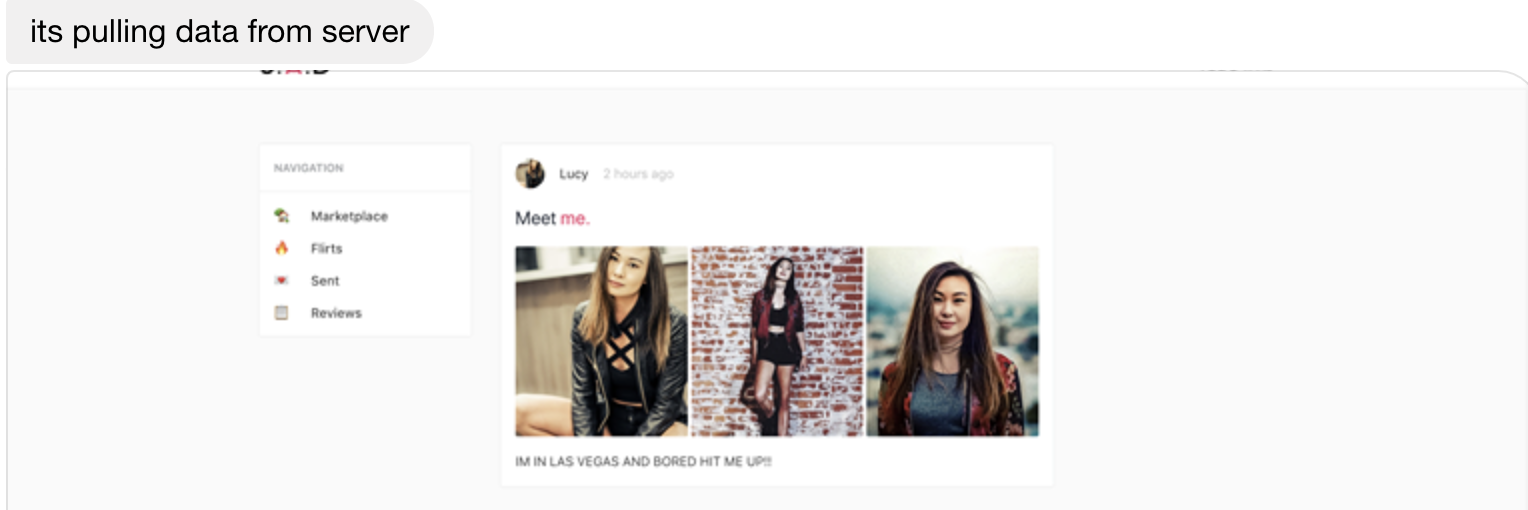 its pulling data from server
NAVIGATION
Lucy 2 hours ago
Marketplace
Meet me.
Flirts
Sent
Reviews
IM IN LAS VEGAS AND BORED HIT ME UP!!!